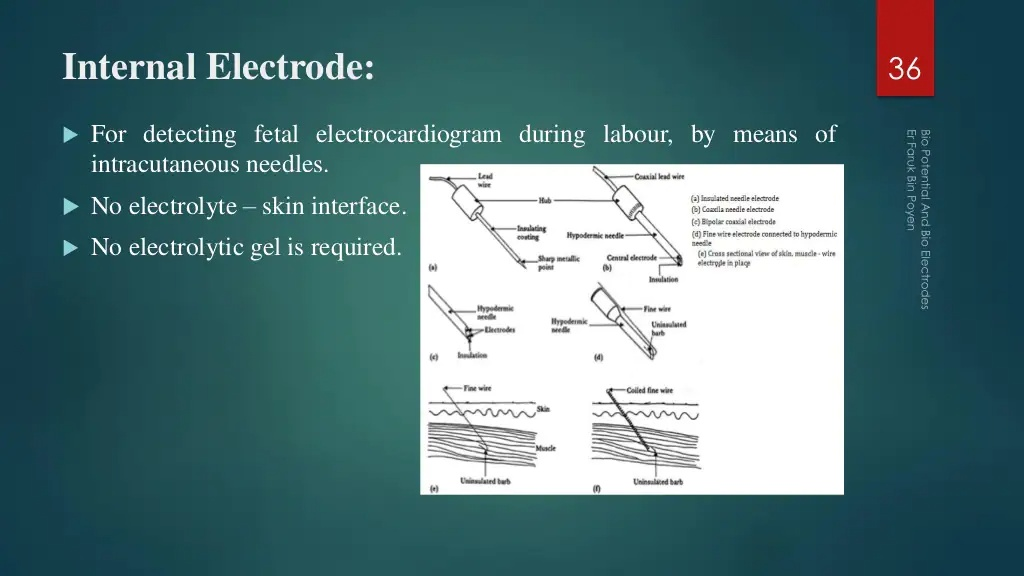 Internal Electrode:
36
For detecting fetal electrocardiogram during labour, by means of
intracutaneous needles.
No electrolyte – skin interface.
No electrolytic gel is required.
Lead
wire
Hub
Insulating
coating
Sharp metallic
point
(a)
Coaxial lead wire
Hypodermic needle
Central electrode
(b)
Insulation
(a) Insulated needle electrode
(b) Coaxila needle electrode
(c) Bipolar coaxial electrode
(d) Fine wire electrode connected to hypodermic
needle
(e) Cross sectional view of skin, muscle - wire
electrode in place
Hypodermic
needle
Electrodes
Insulation
(c)
Fine wire
Hypodermic
needle
Uninsulated
barb
(d)
Fine wire
Skin
Muscle
Uninsulated barb
(e)
Coiled fine wire
Uninsulated barb
(f)
Bio Potential And Bio Electrodes
Er Faruk Bin Poyen